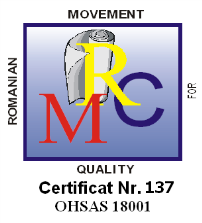 MOVEMENT
ROMANIAN
FOR
MRC
QUALITY
Certificat Nr. 137
OHSAS 18001